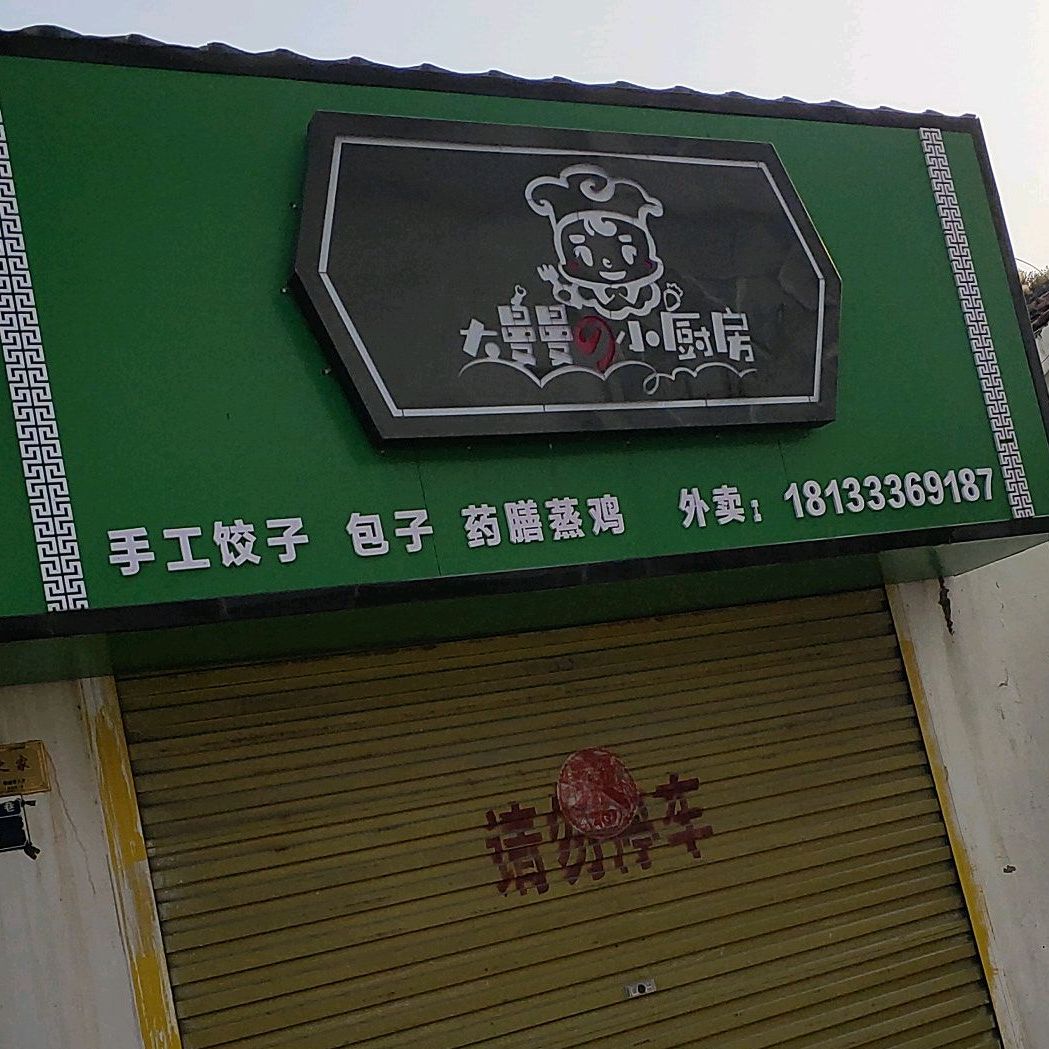 大曼曼の小厨房
手工饺子 包子 药膳蒸鸡 外卖：18133369187
请勿停车